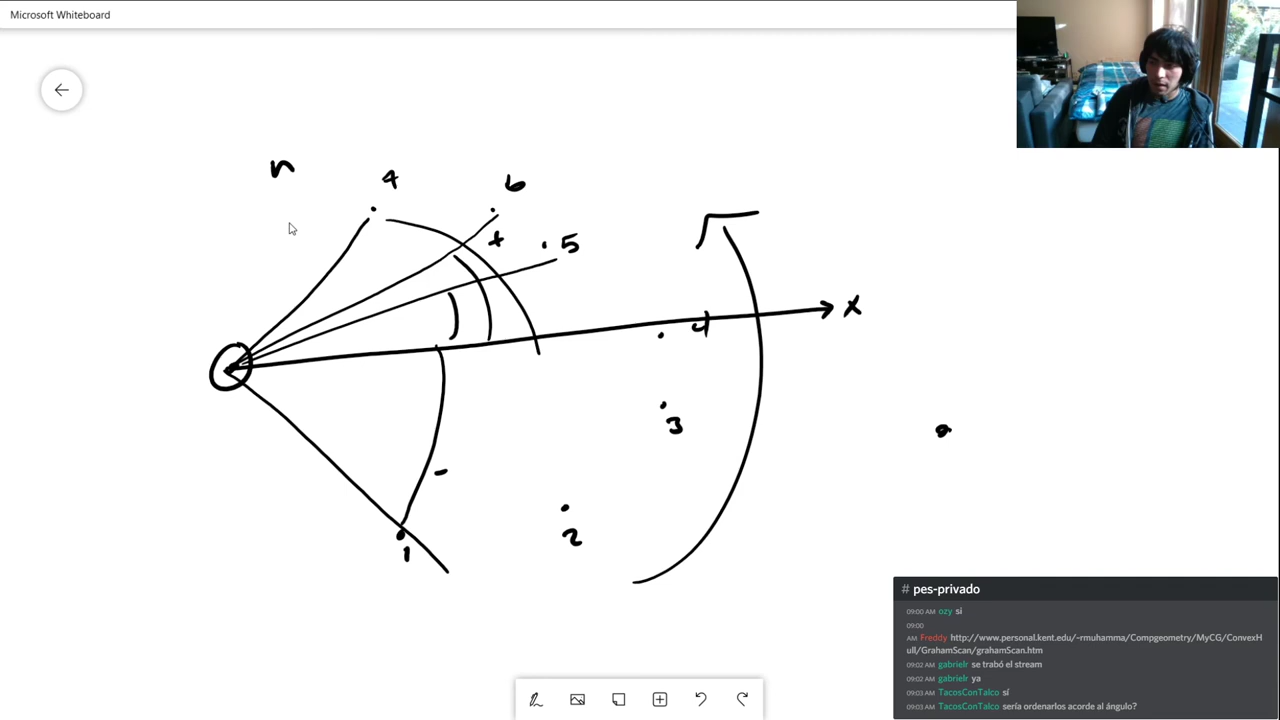 Microsoft Whiteboard
n
4
6
+
5
x
4
3
-
2
1
# pes-privado
09:00 AM ozy si
09:00
AM Freddy http://www.personal.kent.edu/~rmuhamma/Compgeometry/MyCG/ConvexH
ull/GrahamScan/grahamScan.htm
09:02 AM gabrielr se trabó el stream
09:02 AM gabrielr ya
09:03 AM TacosConTalco sí
09:03 AM TacosConTalco sería ordenarlos acorde al ángulo?